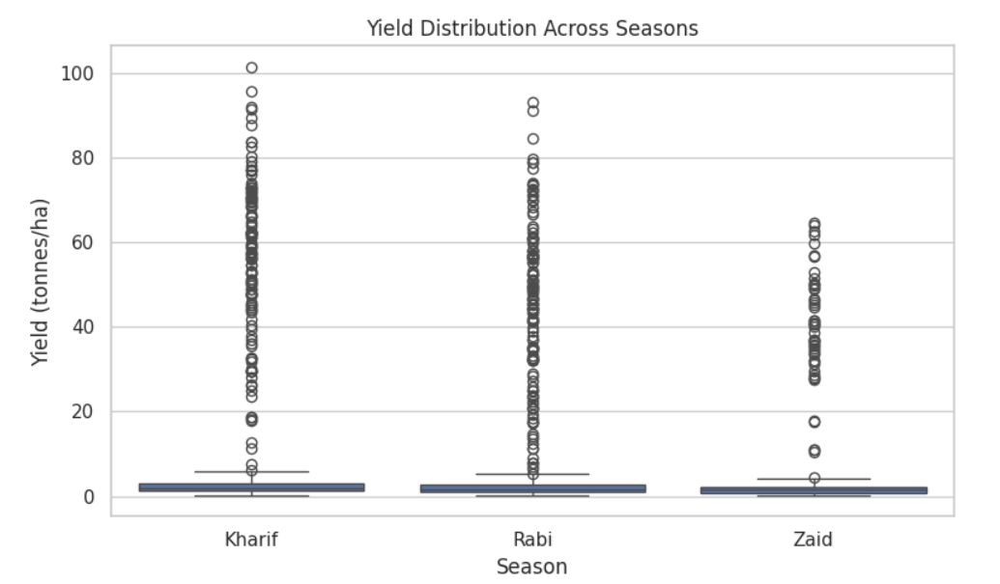 Yield Distribution Across Seasons
100
80
60
40
20
0
Yield (tonnes/ha)
Kharif Rabi Zaid
Season